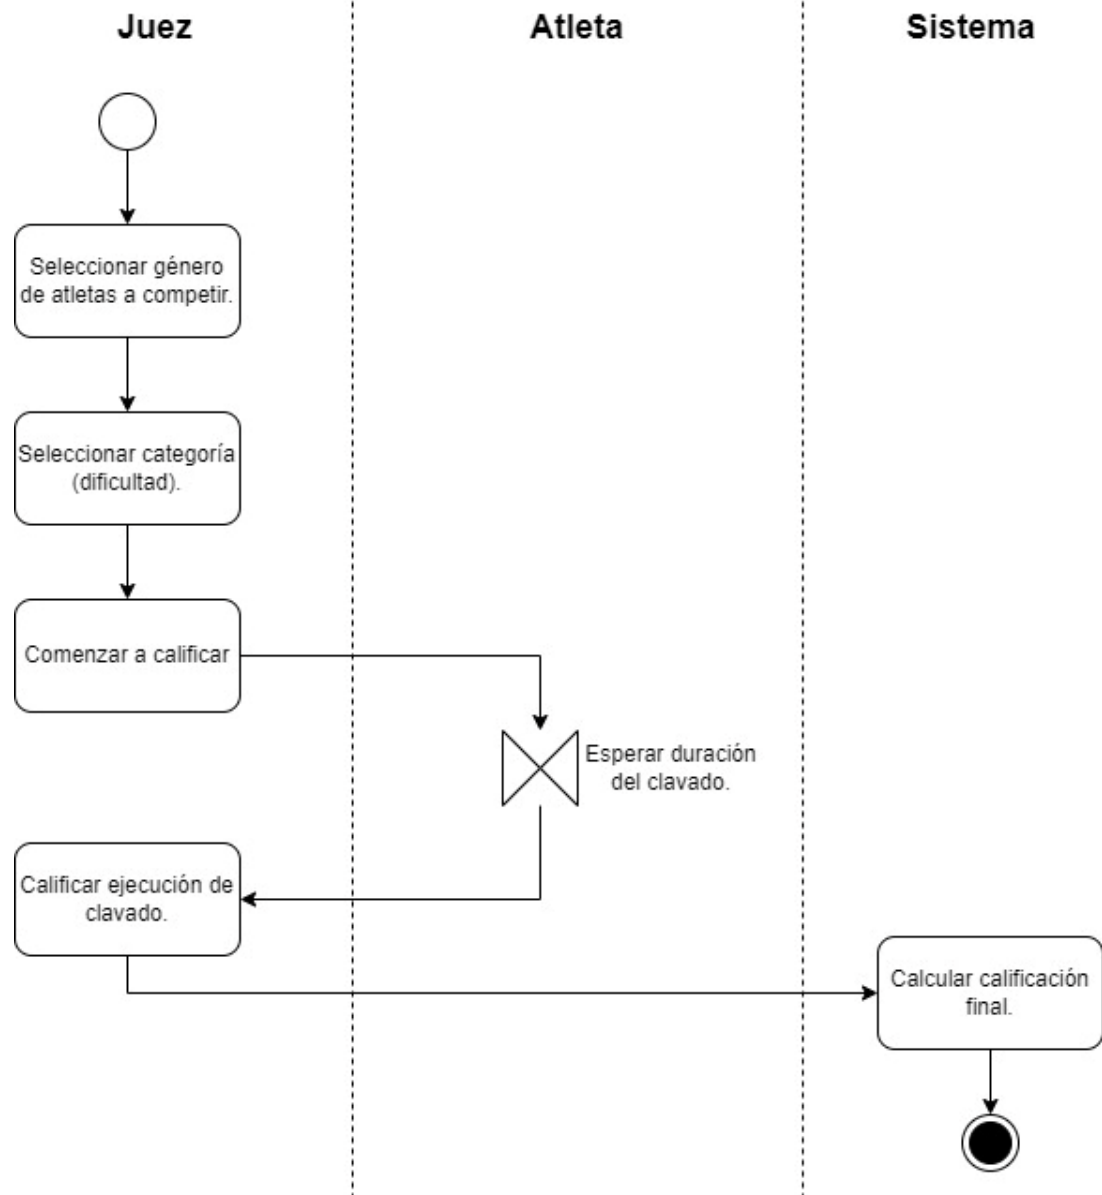 Juez
Atleta
Sistema
Seleccionar género
de atletas a competir.
Seleccionar categoría
(dificultad).
Comenzar a calificar
Esperar duración
del clavado.
Calificar ejecución de
clavado.
Calcular calificación
final.